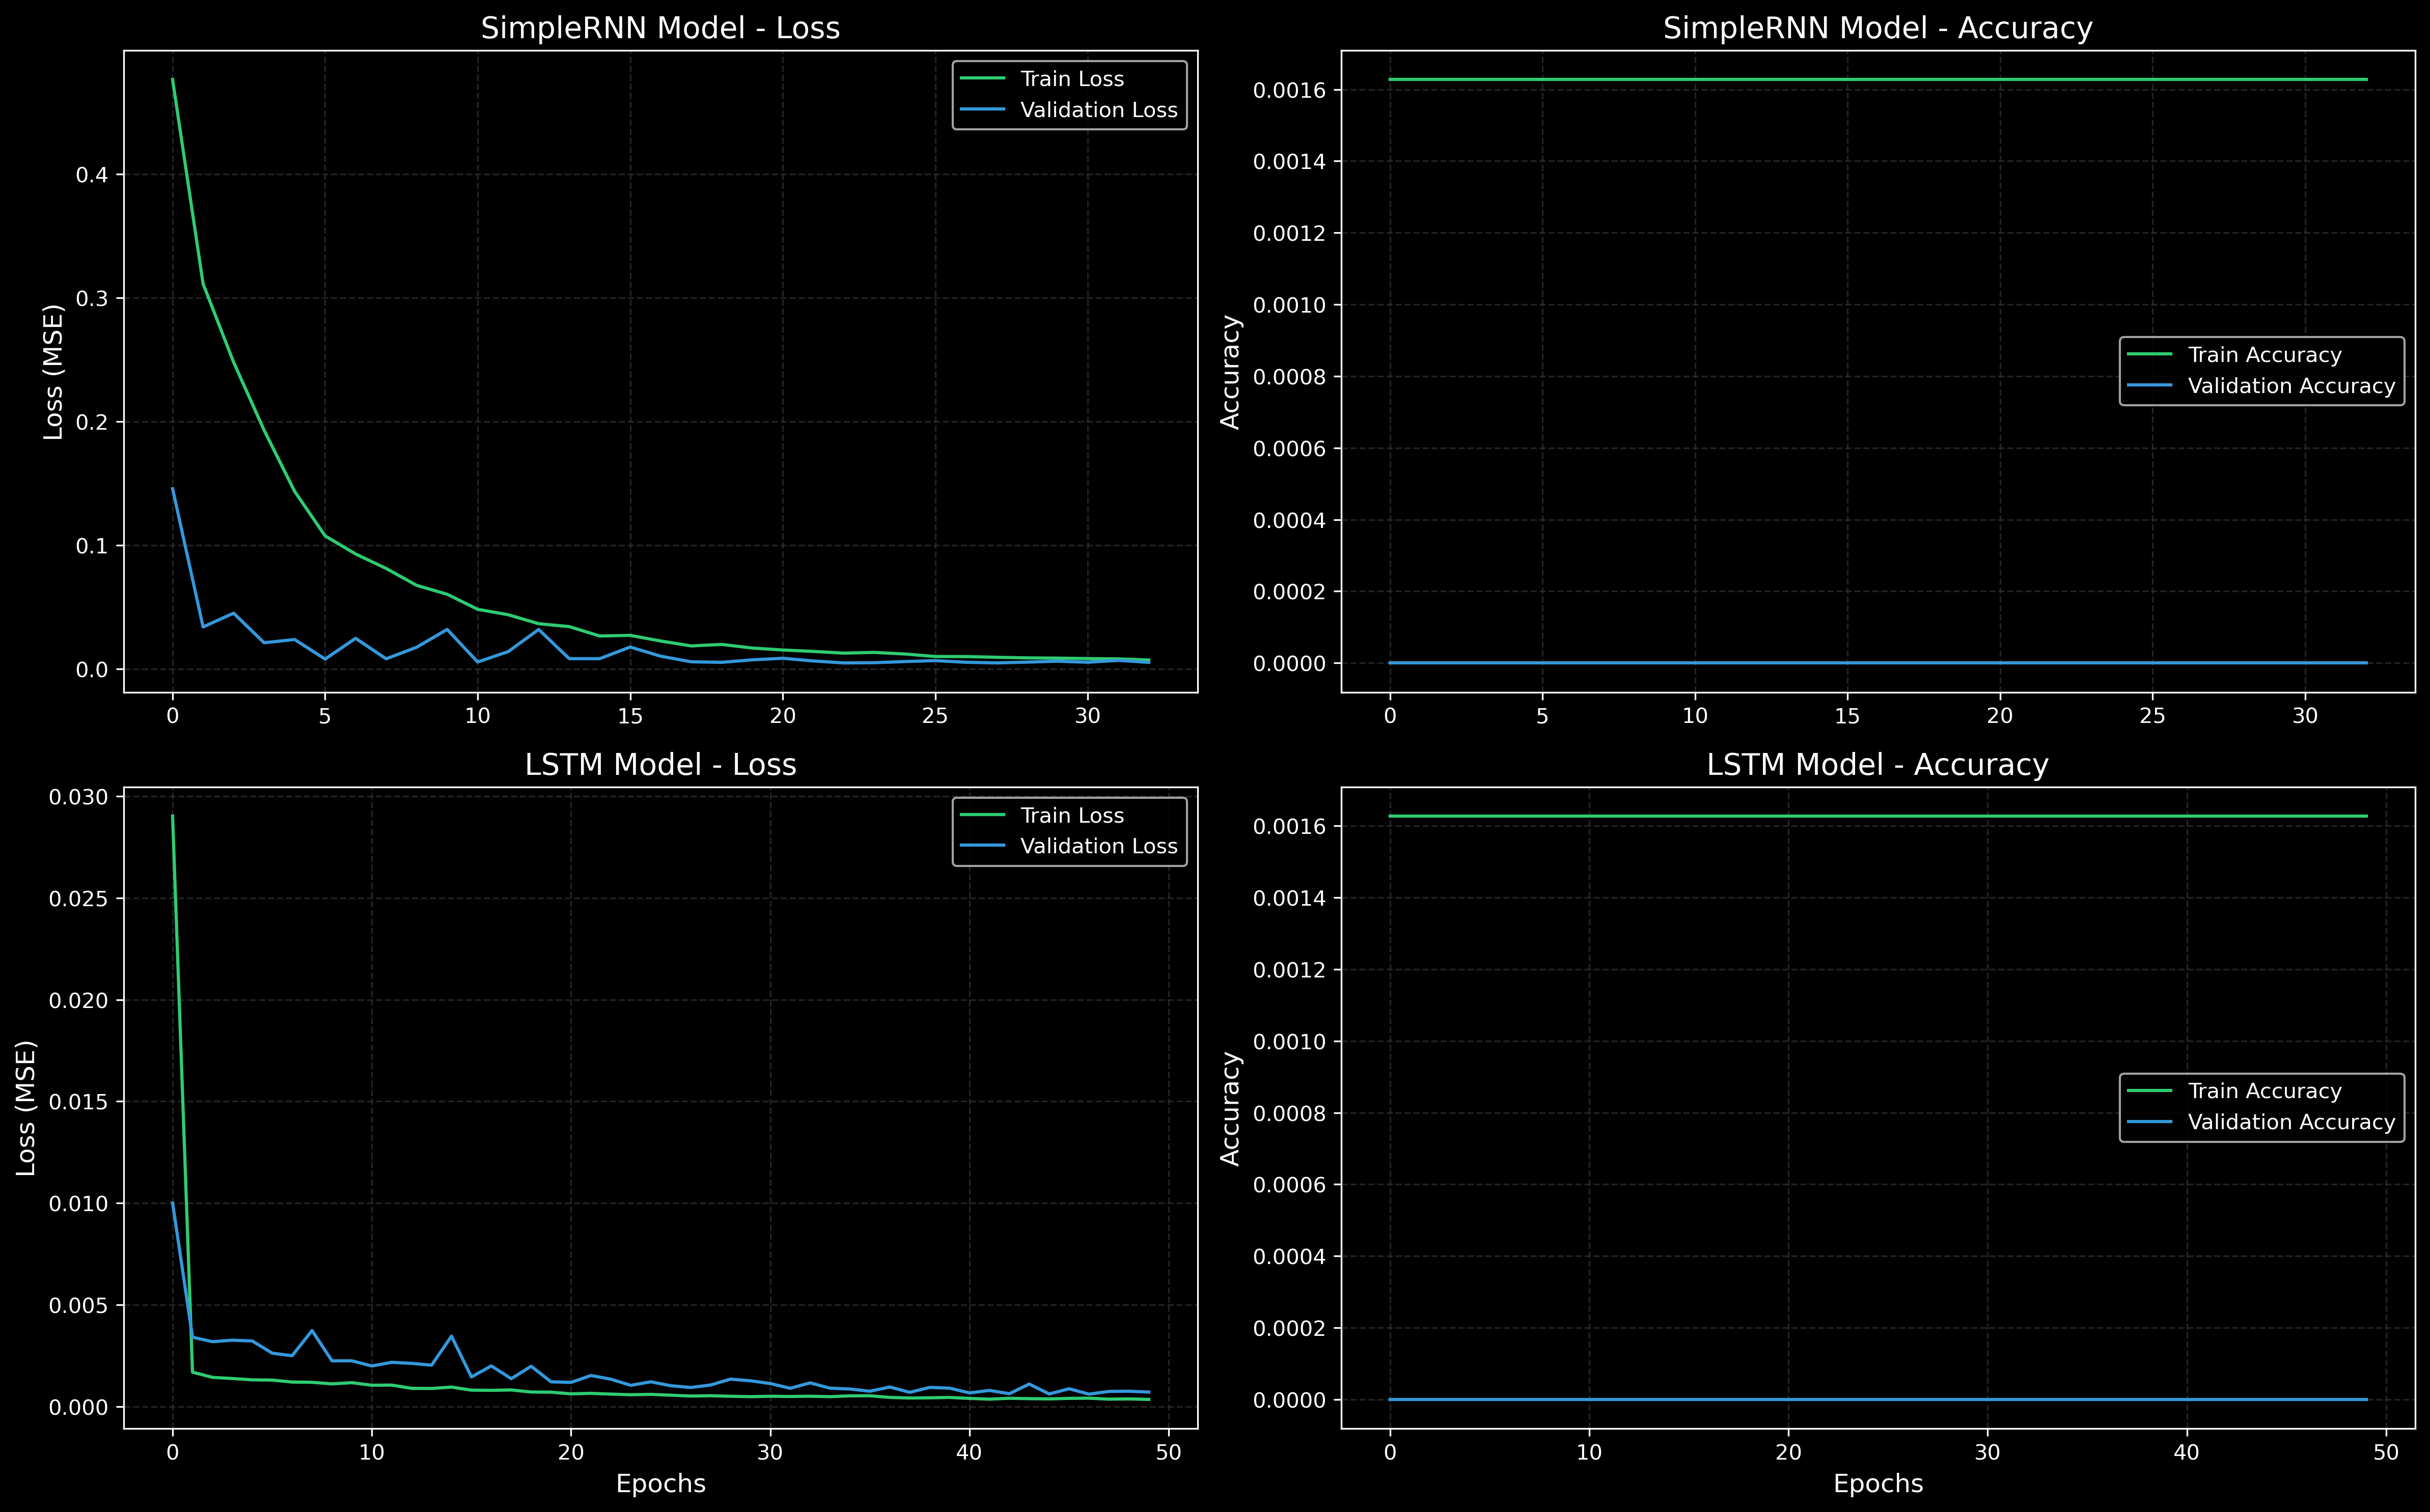 SimpleRNN Model - Loss
Loss (MSE)
0.4
0.3
0.2
0.1
0.0
0 5 10 15 20 25 30
Train Loss
Validation Loss
SimpleRNN Model - Accuracy
Accuracy
0.0016
0.0014
0.0012
0.0010
0.0008
0.0006
0.0004
0.0002
0.0000
0 5 10 15 20 25 30
Train Accuracy
Validation Accuracy
LSTM Model - Loss
Loss (MSE)
0.030
0.025
0.020
0.015
0.010
0.005
0.000
0 10 20 30 40 50
Epochs
Train Loss
Validation Loss
LSTM Model - Accuracy
Accuracy
0.0016
0.0014
0.0012
0.0010
0.0008
0.0006
0.0004
0.0002
0.0000
0 10 20 30 40 50
Epochs
Train Accuracy
Validation Accuracy